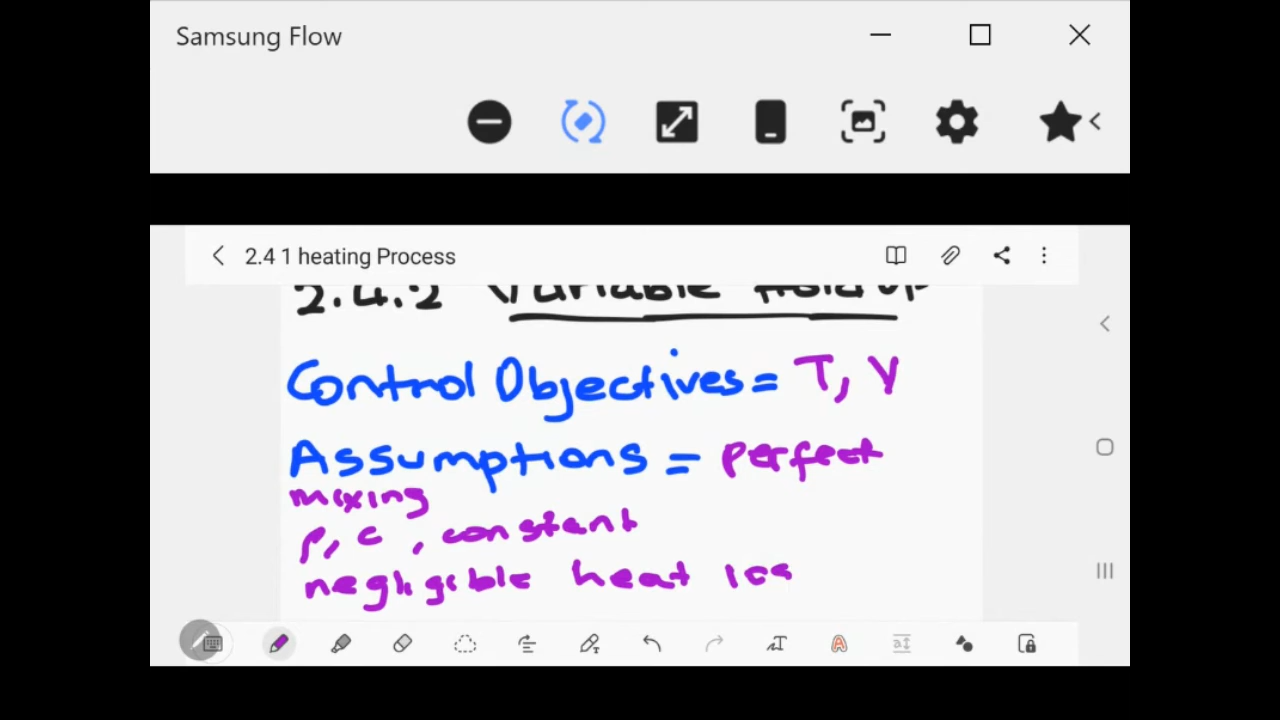 Samsung Flow
2.4 1 heating Process
2.4.2 Variable Holdup
Control Objectives = T, V
Assumptions = perfect
mixing
ρ, c , constant
negligible heat los